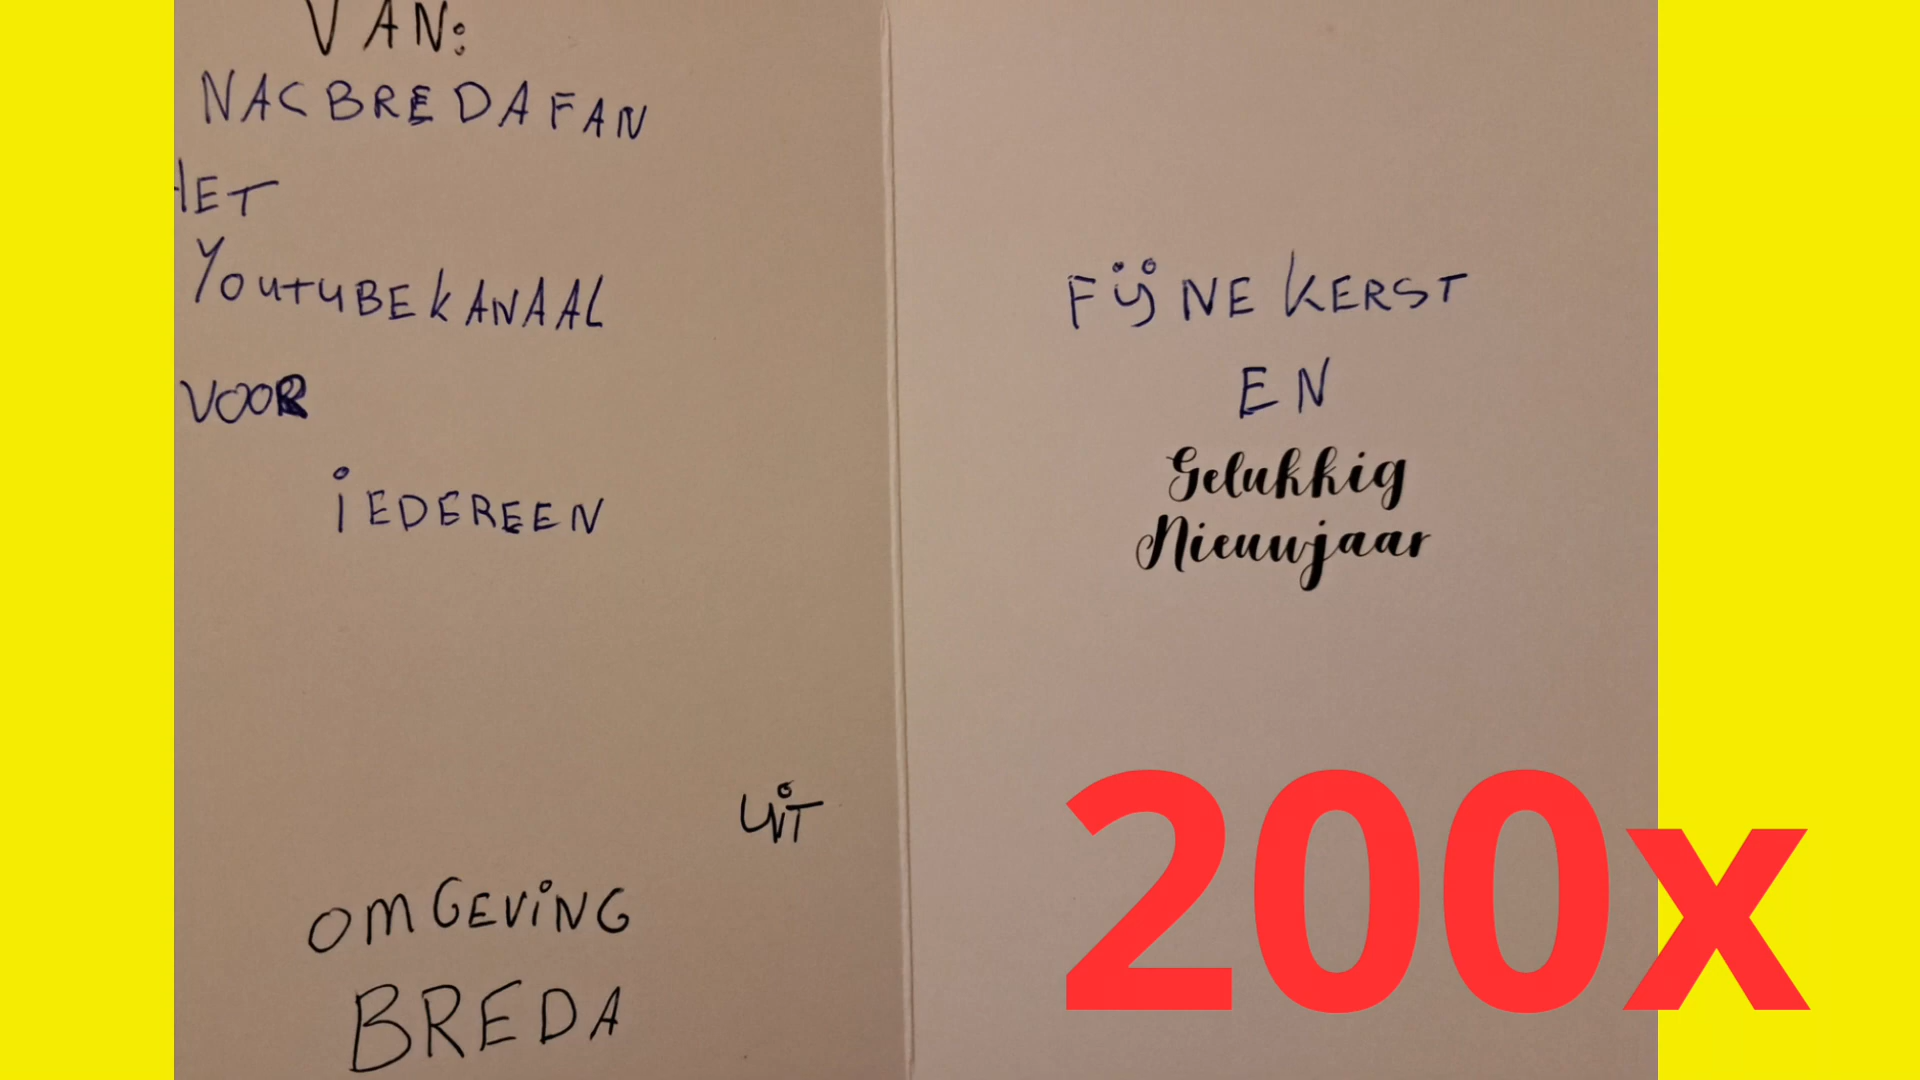 VAN:
NACBREDAFAN
HET
YOUTUBEKANAAL
VOOR
iEDEREEN
UiT
OMGEViNG
BREDA
FIJNE KERST
EN
Gelukkig
Nieuwjaar
200x